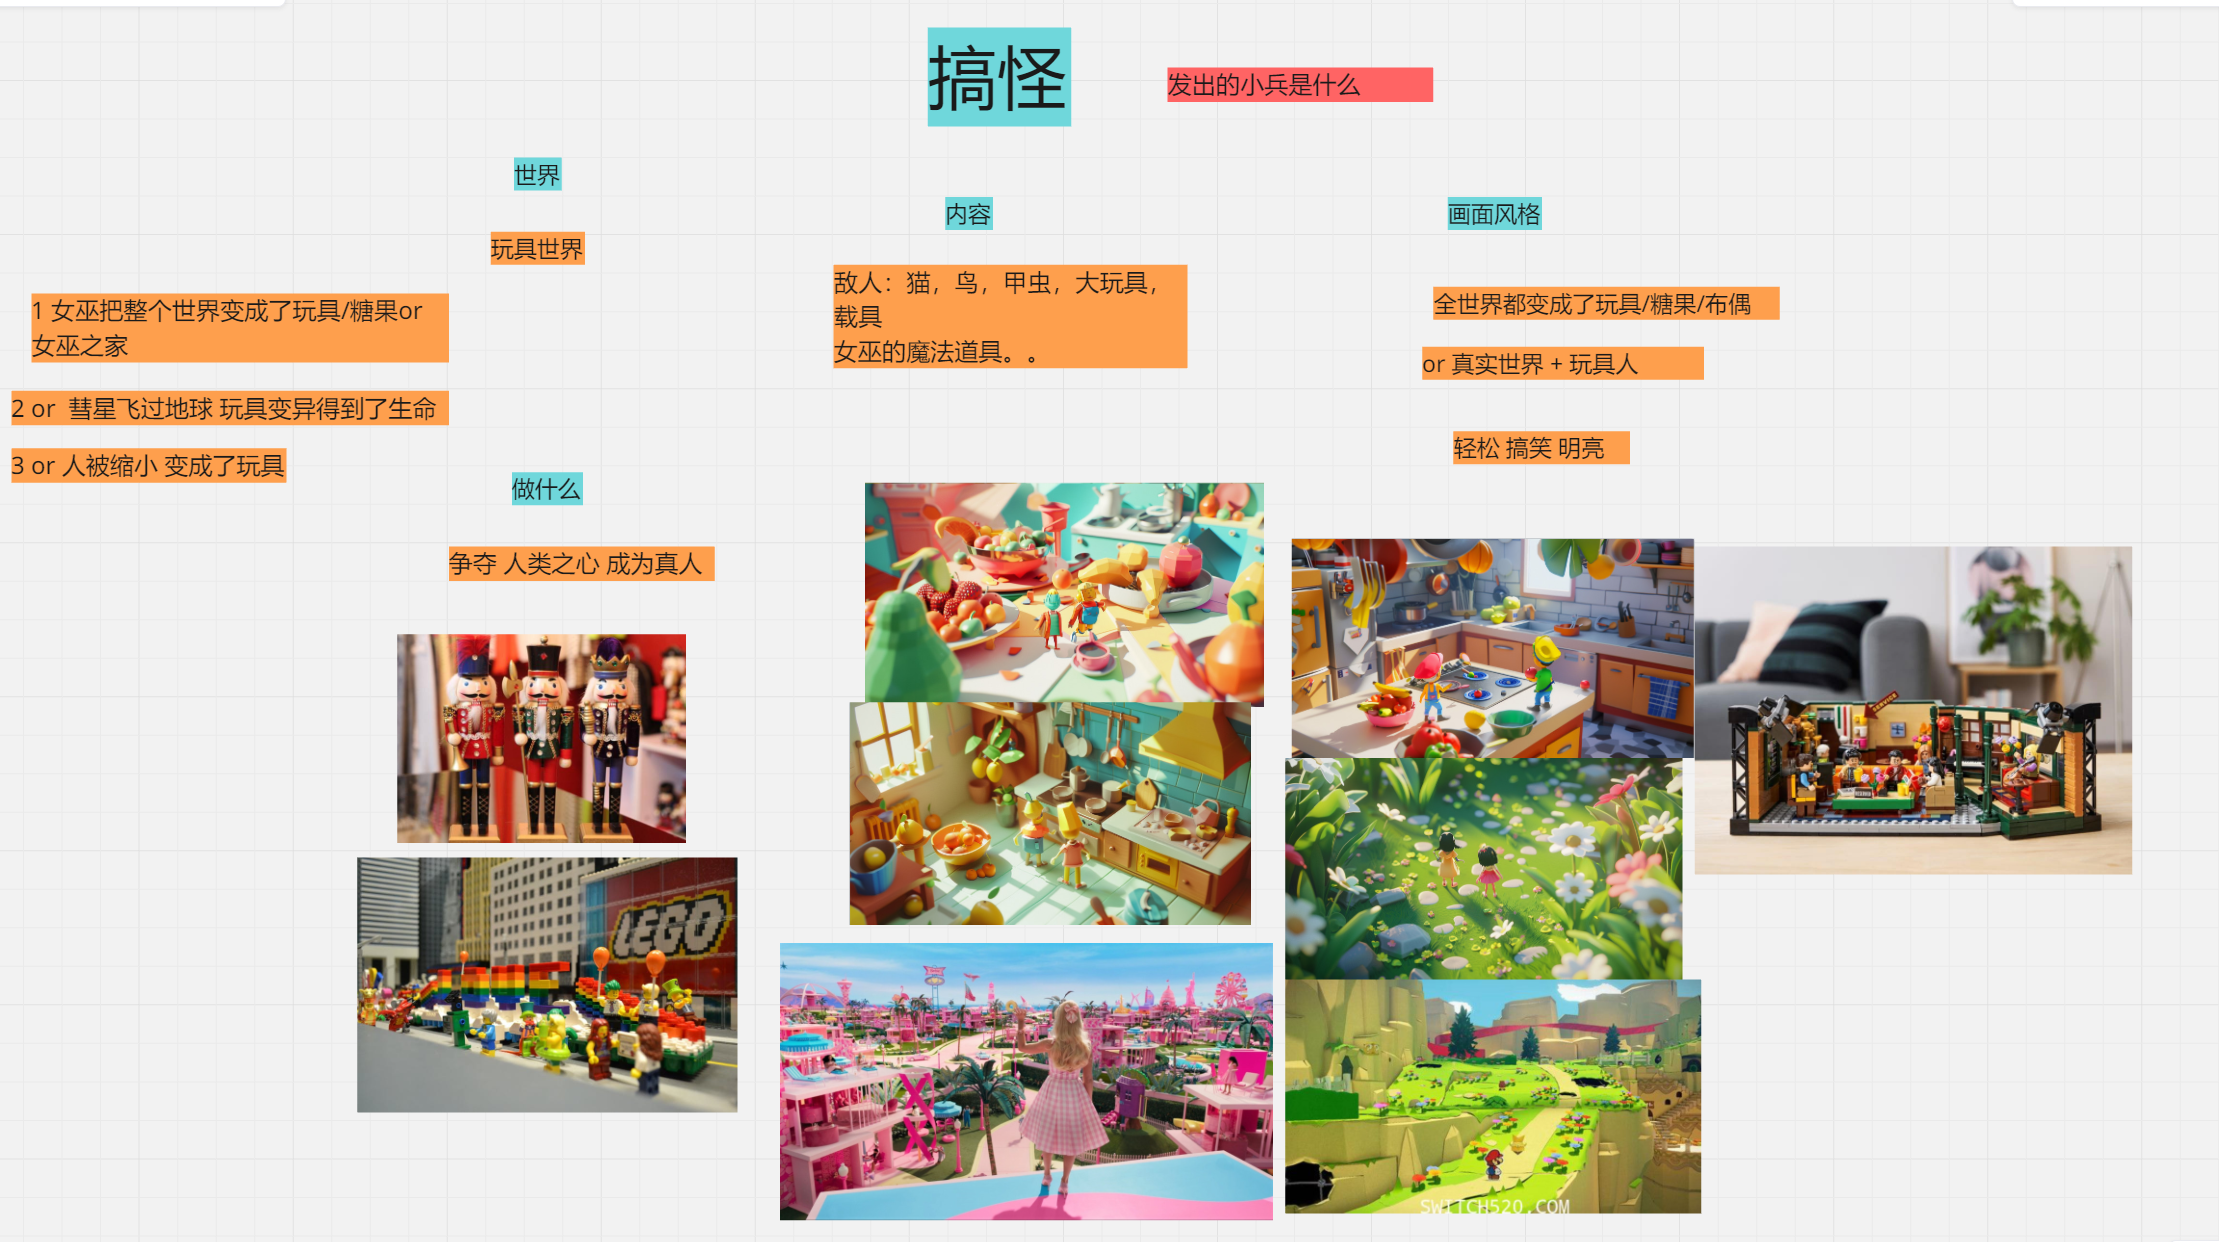 搞怪
发出的小兵是什么
世界
玩具世界
1 女巫把整个世界变成了玩具/糖果or
女巫之家
2 or 彗星飞过地球 玩具变异得到了生命
3 or 人被缩小 变成了玩具
做什么
争夺 人类之心 成为真人
内容
敌人：猫，鸟，甲虫，大玩具，
载具
女巫的魔法道具。。
画面风格
全世界都变成了玩具/糖果/布偶
or 真实世界 + 玩具人
轻松 搞笑 明亮
LEGO
SERVICE
SWITCH520.COM